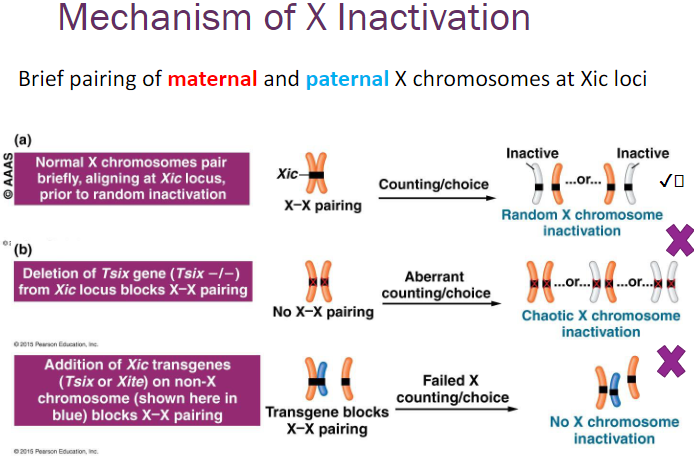 Mechanism of X Inactivation
Brief pairing of maternal and paternal X chromosomes at Xic loci
(a)
© AAAS
Normal X chromosomes pair
briefly, aligning at Xic locus,
prior to random inactivation
Xic
X–X pairing
Counting/choice
Inactive
Inactive
...or...
✓
Random X chromosome
inactivation
(b)
Deletion of Tsix gene (Tsix –/–)
from Xic locus blocks X–X pairing
No X–X pairing
Aberrant
counting/choice
...or... ...or...
Chaotic X chromosome
inactivation
© 2015 Pearson Education, Inc.
Addition of Xic transgenes
(Tsix or Xite) on non-X
chromosome (shown here in
blue) blocks X–X pairing
Transgene blocks
X–X pairing
Failed X
counting/choice
No X chromosome
inactivation
© 2015 Pearson Education, Inc.